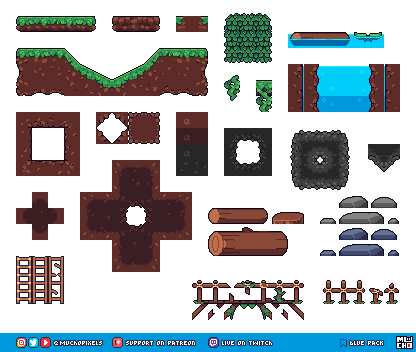 @MUCHOPIXELS
SUPPORT ON PATREON
LIVE ON TWITCH
BLUE PACK
MU
CHO